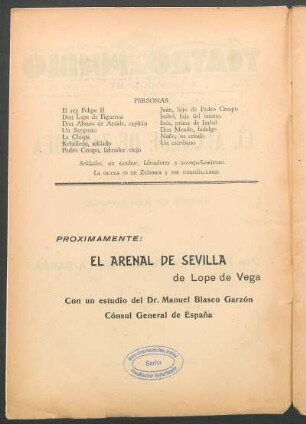 PERSONAS
El rey Felipe II
Don Lope de Figueroa
Don Alvaro de Ataide, capitán
Un Sargento
La Chispa
Rebolledo, soldado
Pedro Crespo, labrador viejo
Juan, hijo de Pedro Crespo
Isabel, hija del mismo
Inés, prima de Isabel
Don Mendo, hidalgo
Nuño, su criado
Un escribano
Soldados, un tambor, labradores y acompañamiento.
La escena es en Zalamea y sus inmediaciones.
PROXIMAMENTE:
EL ARENAL DE SEVILLA
de Lope de Vega
Con un estudio del Dr. Manuel Blasco Garzón
Cónsul General de España
Berlin